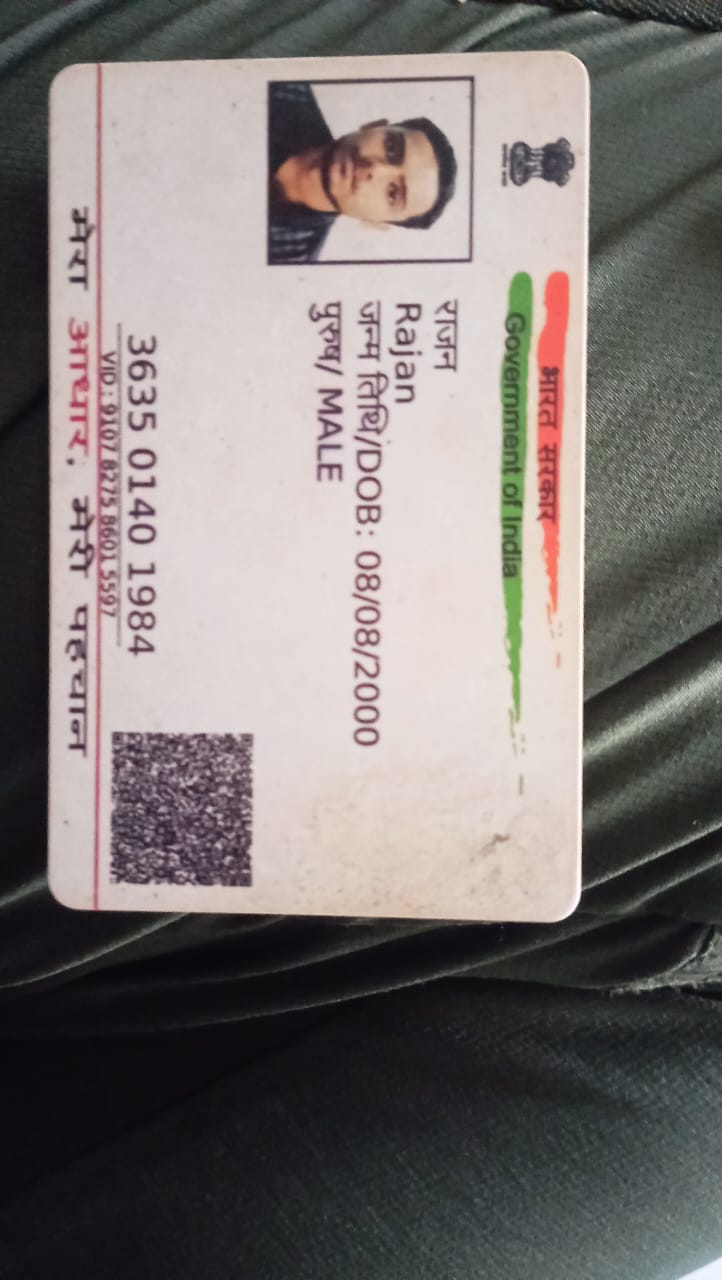 भारत सरकार
Government of India
राजन
Rajan
जन्म तिथि/DOB: 08/08/2000
पुरुष/ MALE
3635 0140 1984
VID : 9107 8275 8601 5597
मेरा आधार, मेरी पहचान